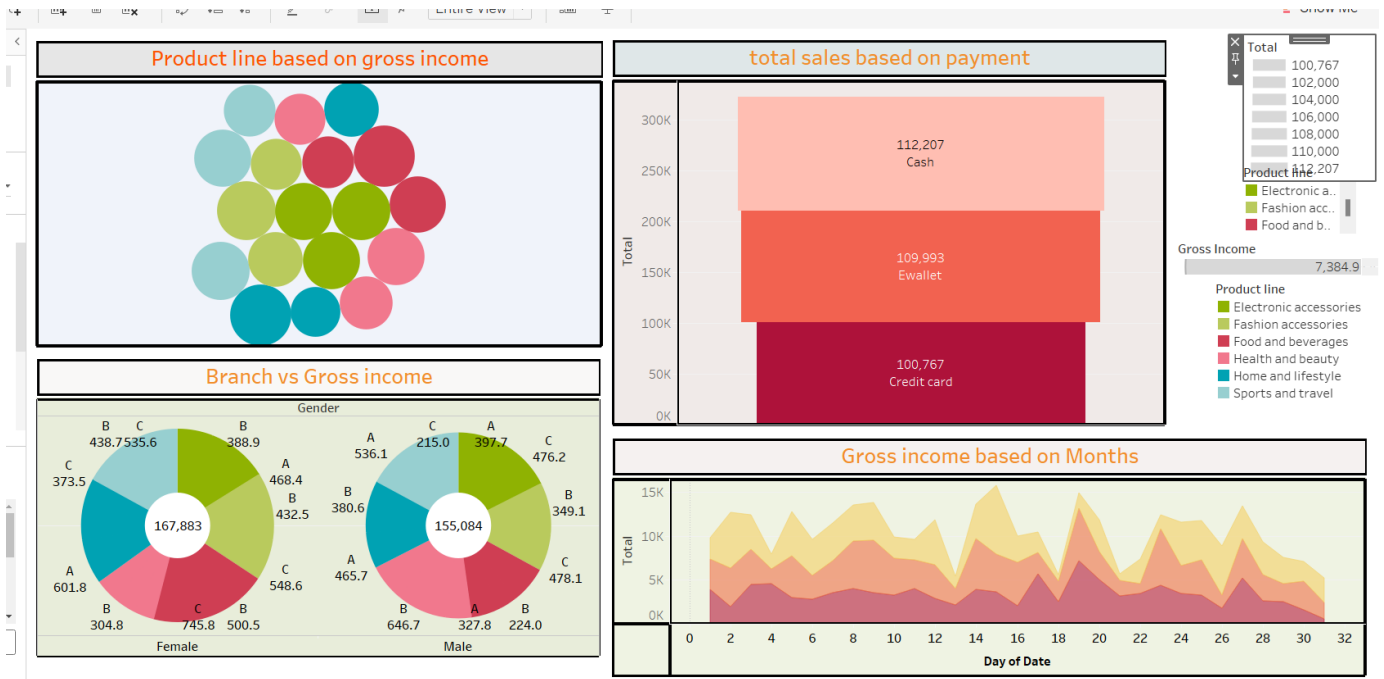 Entire View
Show Me
Product line based on gross income
total sales based on payment
Total
100,767
102,000
104,000
106,000
108,000
110,000
112,207
Product line
Electronic a..
Fashion acc..
Food and b..
Gross Income
7,384.9
Product line
Electronic accessories
Fashion accessories
Food and beverages
Health and beauty
Home and lifestyle
Sports and travel
300K
250K
200K
150K
100K
50K
0K
Total
112,207
Cash
109,993
Ewallet
100,767
Credit card
Branch vs Gross income
Gender
B
438.7
C
535.6
B
388.9
A
468.4
B
432.5
C
548.6
B
500.5
C
745.8
B
304.8
A
601.8
C
373.5
167,883
Female
A
536.1
C
215.0
A
397.7
C
476.2
B
349.1
C
478.1
B
224.0
A
327.8
B
646.7
A
465.7
B
380.6
155,084
Male
Gross income based on Months
15K
10K
5K
0K
Total
0 2 4 6 8 10 12 14 16 18 20 22 24 26 28 30 32
Day of Date